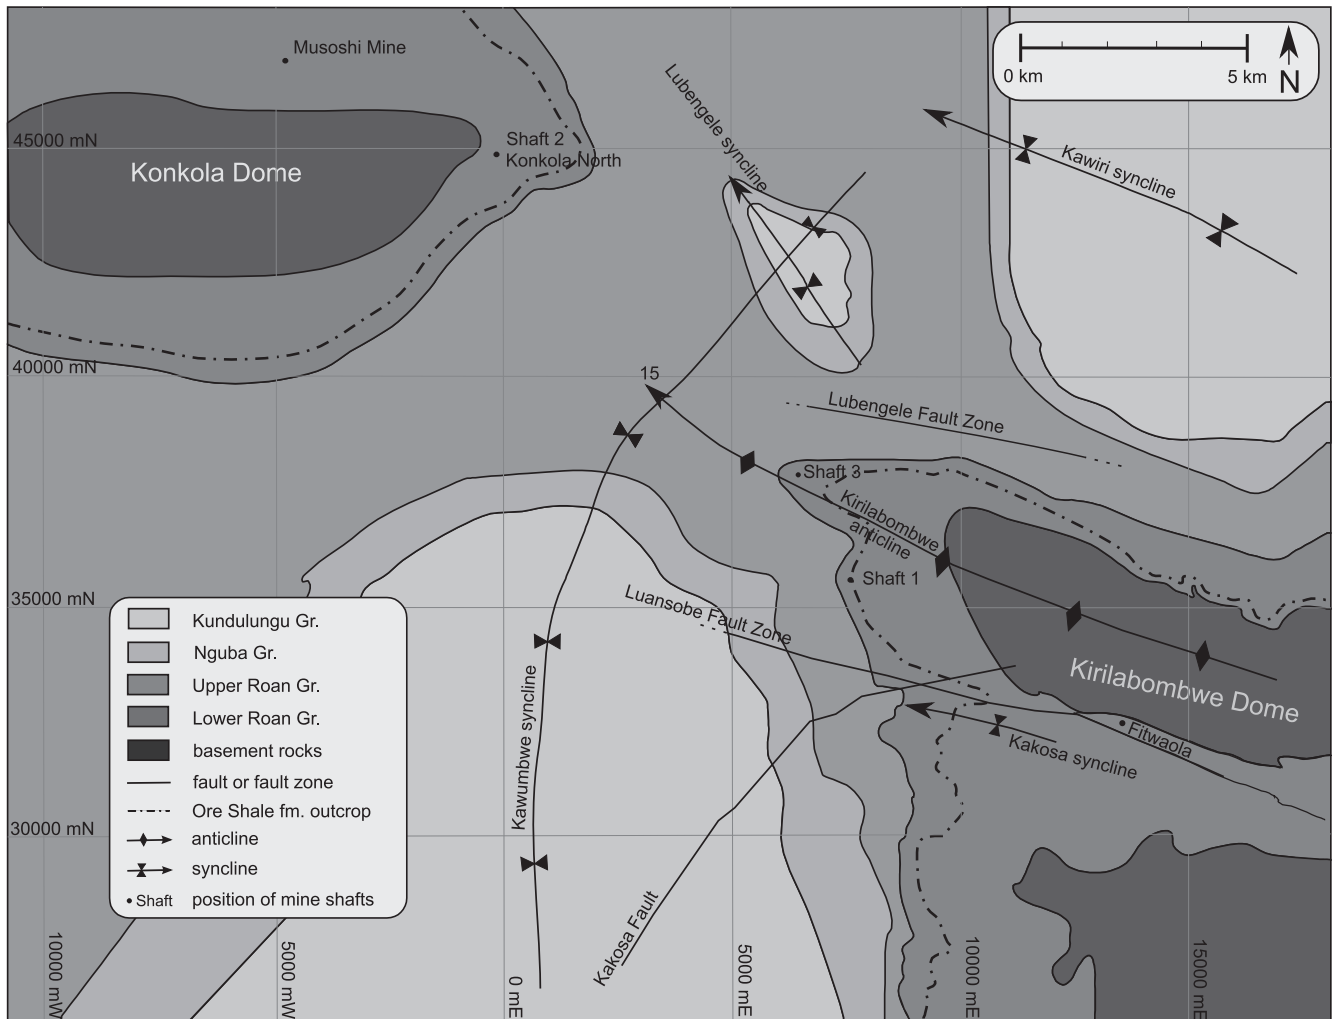 Musoshi Mine
0 km
5 km
N
45000 mN
Konkola Dome
Shaft 2
Konkola North
Lubengele syncline
Kawiri syncline
40000 mN
15
Lubengele Fault Zone
Shaft 3
Kirilabombwe
anticline
Shaft 1
35000 mN
Luansobe Fault Zone
Kirilabombwe Dome
Fitwaola
Kakosa syncline
Kundulungu Gr.
Nguba Gr.
Upper Roan Gr.
Lower Roan Gr.
basement rocks
fault or fault zone
Ore Shale fm. outcrop
anticline
syncline
Shaft
position of mine shafts
Kawumbwe syncline
30000 mN
Kakosa Fault
10000 mW
5000 mW
0 mE
5000 mE
10000 mE
15000 mE